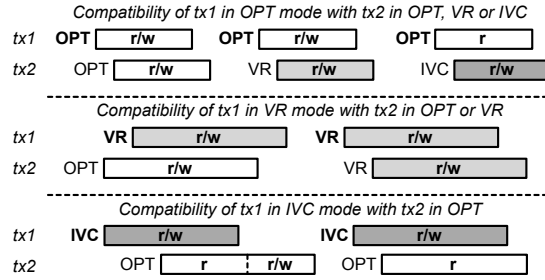 Compatibility of tx1 in OPT mode with tx2 in OPT, VR or IVC
tx1 OPT r/w OPT r/w OPT r
tx2 OPT r/w VR r/w IVC r/w
Compatibility of tx1 in VR mode with tx2 in OPT or VR
tx1 VR r/w VR r/w
tx2 OPT r/w VR r/w
Compatibility of tx1 in IVC mode with tx2 in OPT
tx1 IVC r/w IVC r/w
tx2 OPT r r/w OPT r